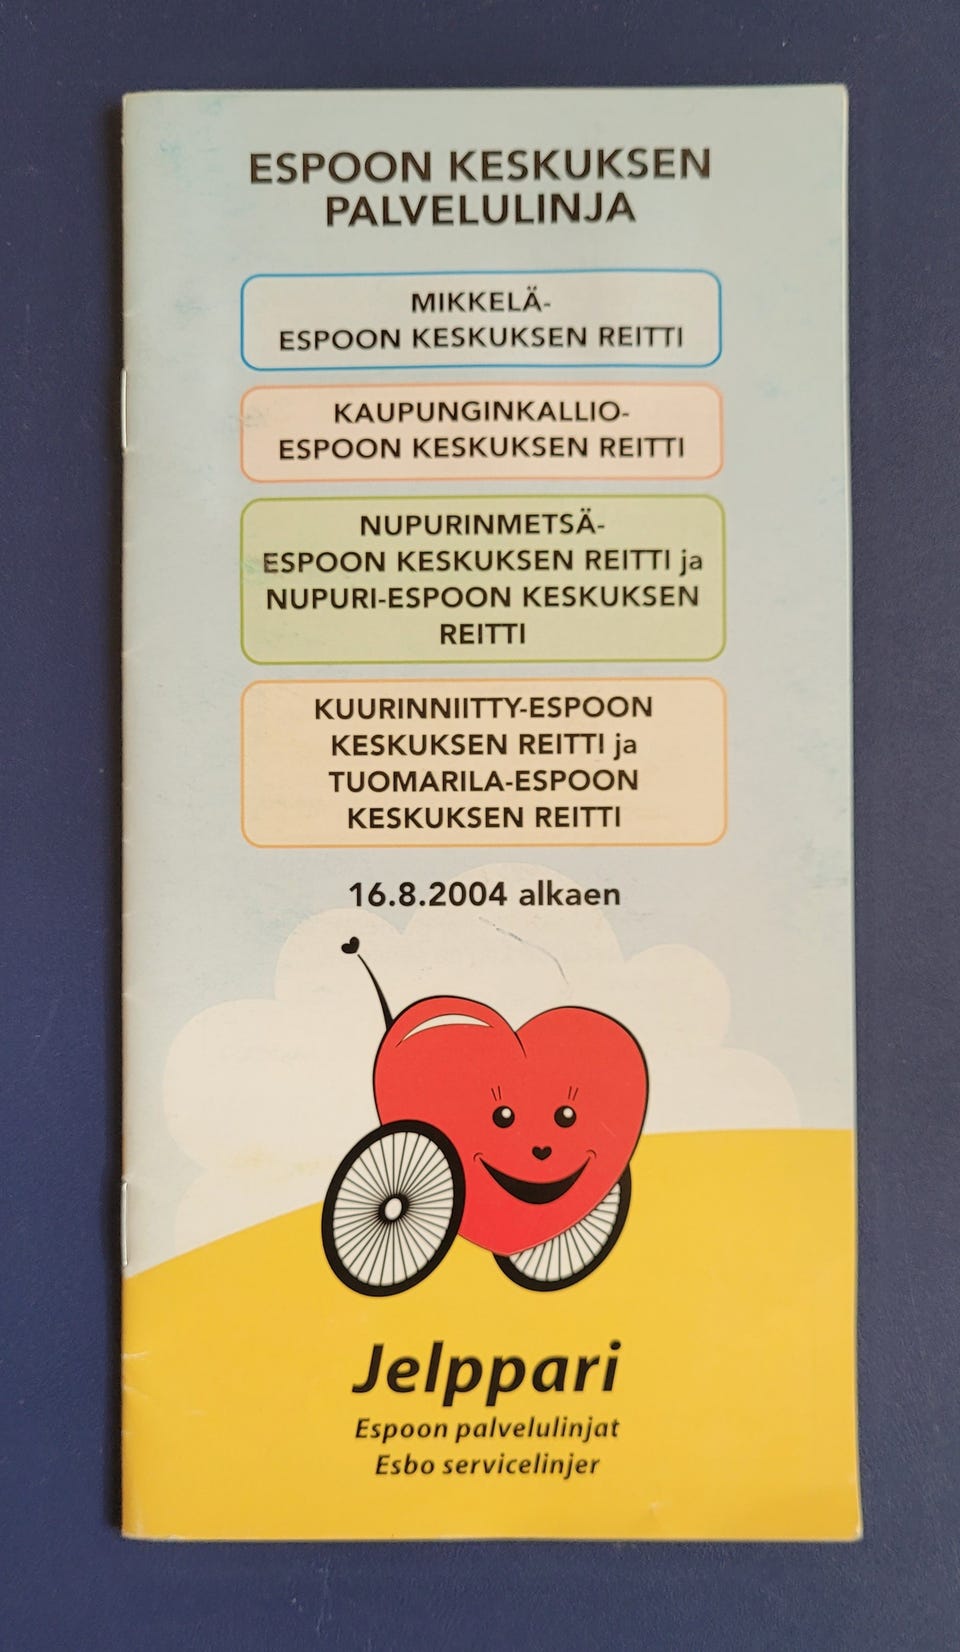 ESPOON KESKUKSEN
PALVELULINJA
MIKKELÄ-
ESPOON KESKUKSEN REITTI
KAUPUNGINKALLIO-
ESPOON KESKUKSEN REITTI
NUPURINMETSÄ-
ESPOON KESKUKSEN REITTI ja
NUPURI-ESPOON KESKUKSEN
REITTI
KUURINNIITTY-ESPOON
KESKUKSEN REITTI ja
TUOMARILA-ESPOON
KESKUKSEN REITTI
16.8.2004 alkaen
Jelppari
Espoon palvelulinjat
Esbo servicelinjer